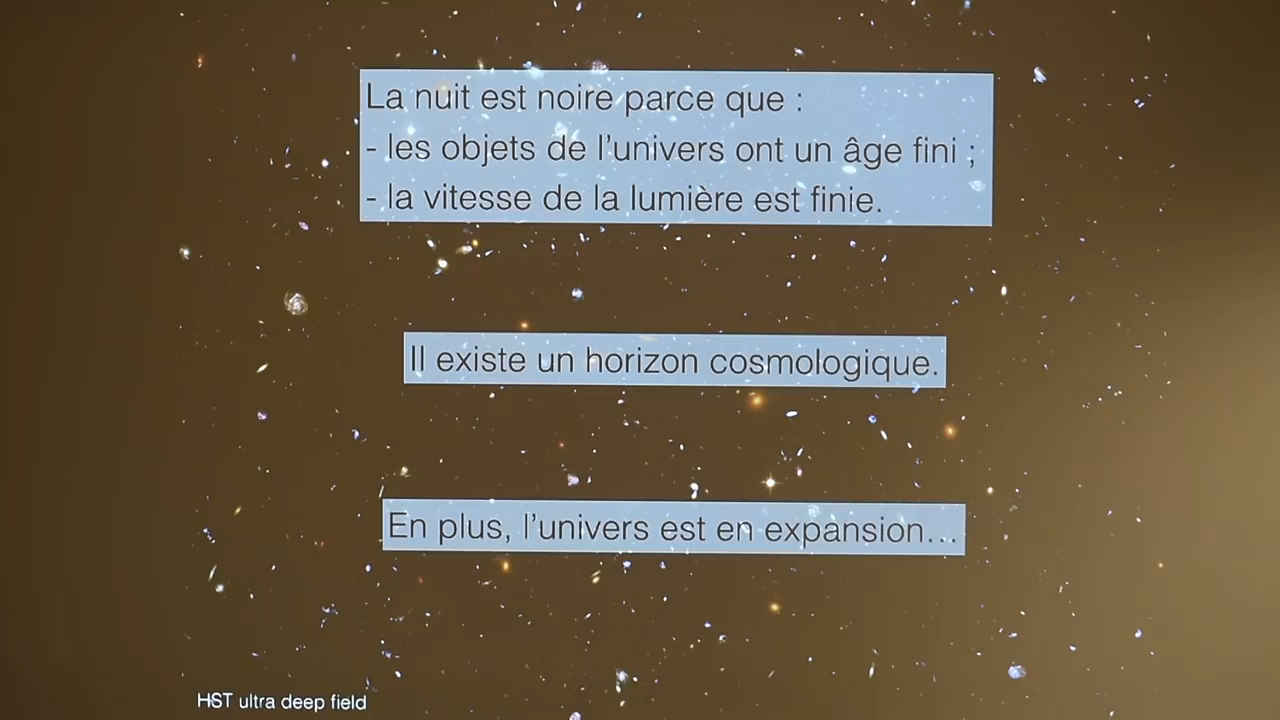 La nuit est noire parce que :
- les objets de l'univers ont un âge fini ;
- la vitesse de la lumière est finie.
Il existe un horizon cosmologique.
En plus, l'univers est en expansion...
HST ultra deep field